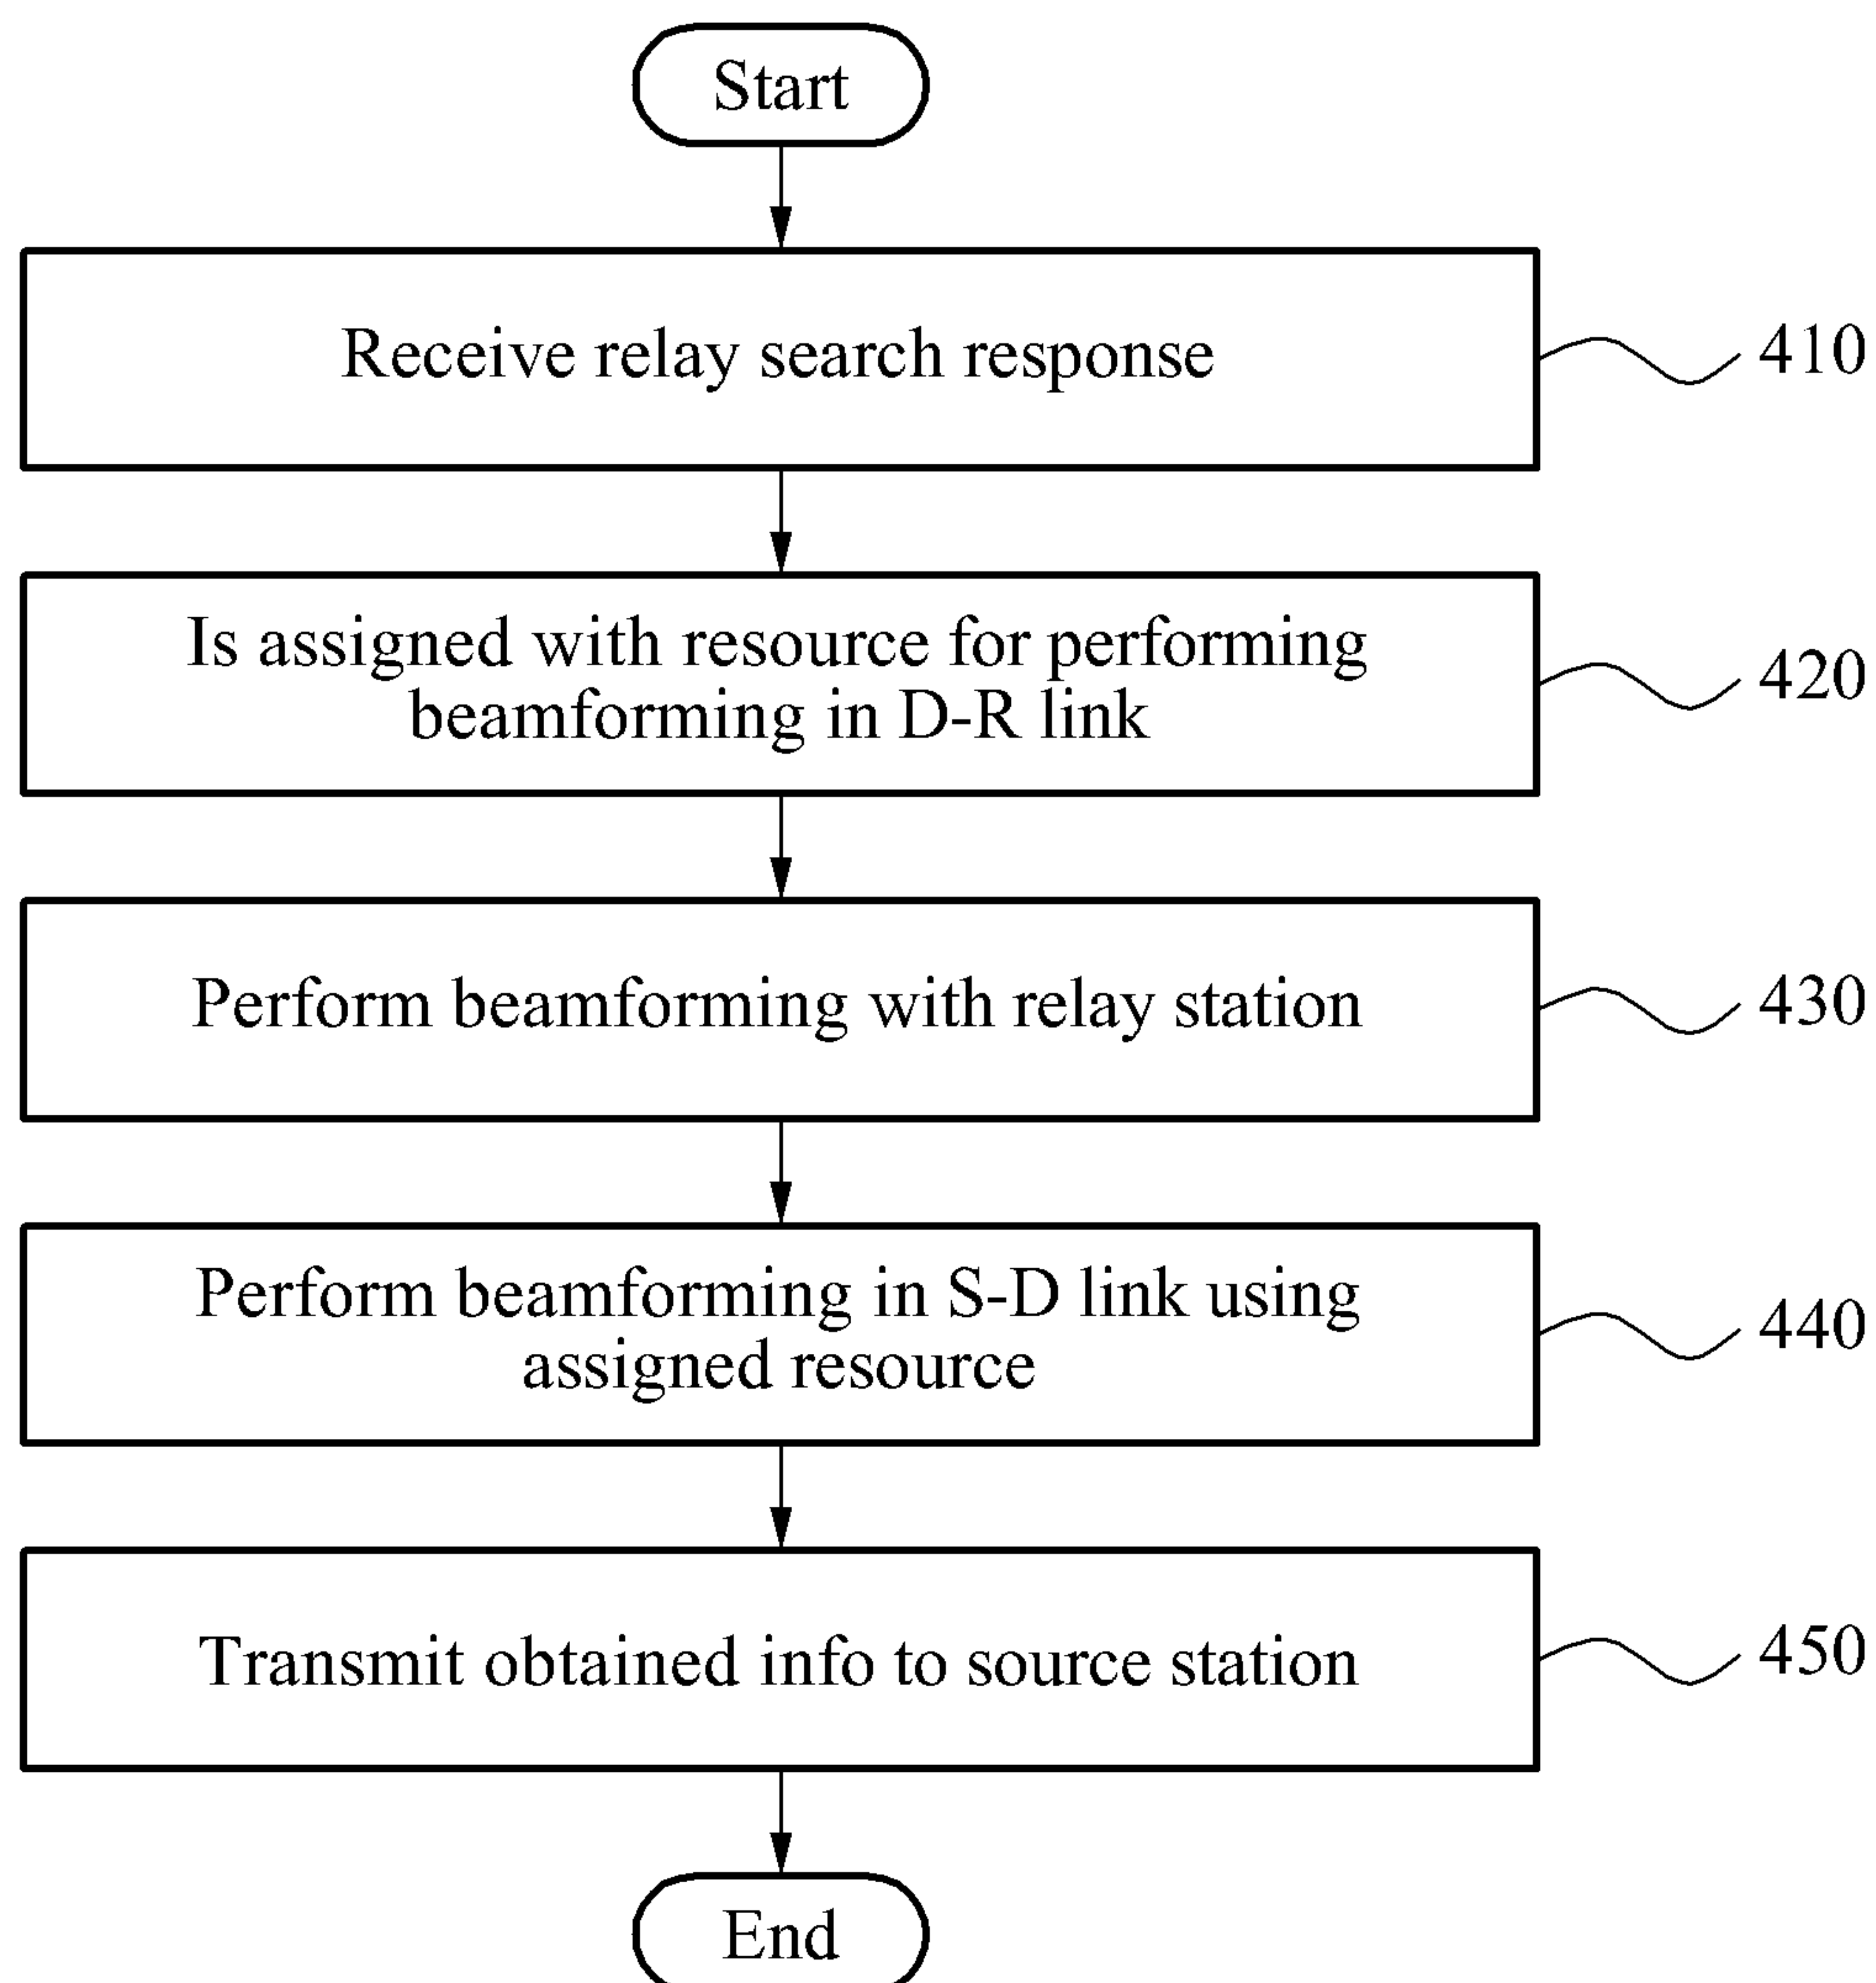 Start
Receive relay search response
410
Is assigned with resource for performing
beamforming in D-R link
420
Perform beamforming with relay station
430
Perform beamforming in S-D link using
assigned resource
440
Transmit obtained info to source station
450
End